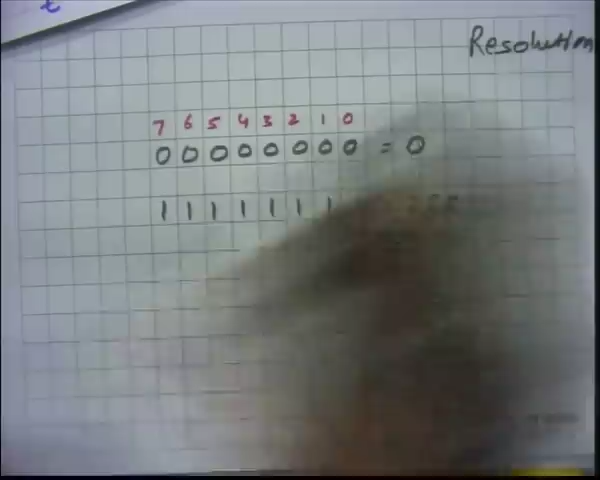 t
Resolution
7 6 5 4 3 2 1 0
0 0 0 0 0 0 0 0 = 0
1 1 1 1 1 1 1